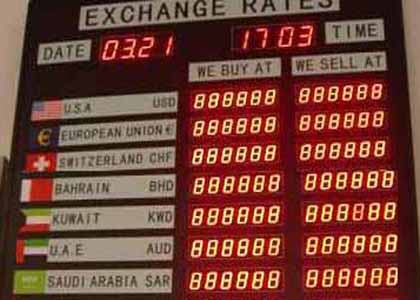 EXCHANGE RATES
DATE 03.21 17 03 TIME
WE BUY AT WE SELL AT
U.S.A USD 888888 888888
EUROPEAN UNION € 888888 888888
SWITZERLAND CHF 888888 888888
BAHRAIN BHD 888888 888888
KUWAIT KWD 888888 888888
U.A.E AUD 888888 888888
SAUDI ARABIA SAR 888888 888888